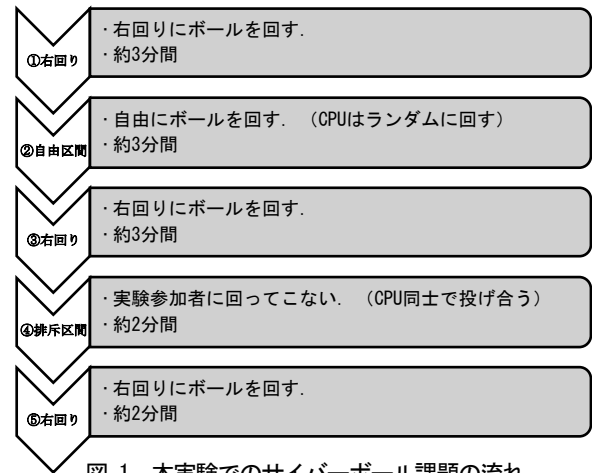 ①右回り
・右回りにボールを回す．
・約3分間
②自由区間
・自由にボールを回す．（CPUはランダムに回す）
・約3分間
③右回り
・右回りにボールを回す．
・約3分間
④排斥区間
・実験参加者に回ってこない．（CPU同士で投げ合う）
・約2分間
⑤右回り
・右回りにボールを回す．
・約2分間
図 1 本実験でのサイバーボール課題の流れ